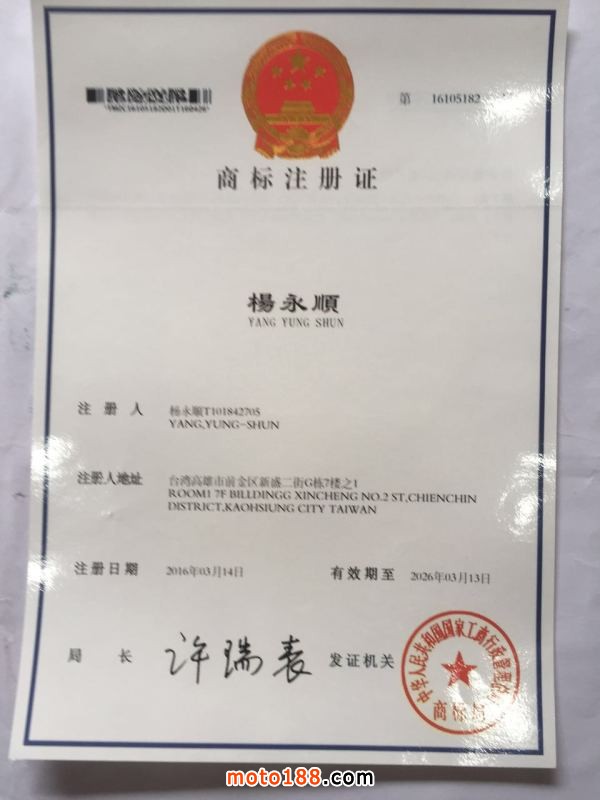 第 16105182
商标注册证
楊永順
YANG YUNG SHUN
注册人 杨永顺T101842705
YANG,YUNG-SHUN
注册人地址 台湾高雄市前金区新盛二街G栋7楼之1
ROOM1 7F BILLDINGG XINCHENG NO.2 ST,CHIENCHIN
DISTRICT,KAOHSIUNG CITY TAIWAN
注册日期 2016年03月14日 有效期至 2026年03月13日
局长 许瑞表 发证机关
中华人民共和国国家工商行政管理总局
商标局
moto188.com